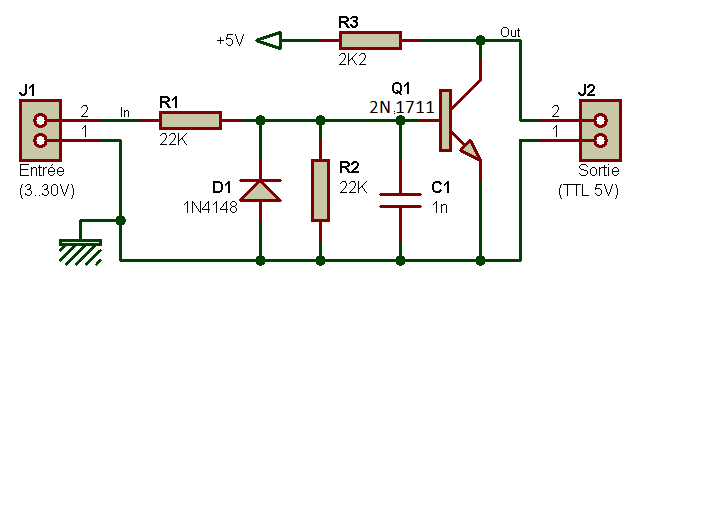 R3
+5V
2K2
Out
J1
2
In
R1
Q1
2N 1711
J2
2
1
22K
1
Entrée
(3..30V)
D1
1N4148
R2
22K
C1
1n
Sortie
(TTL 5V)